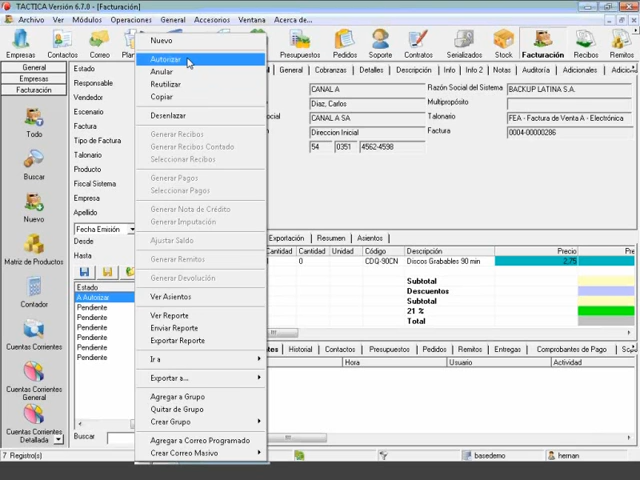 TACTICA Versión 6.7.0 - [Facturación]
Archivo Ver Módulos Operaciones General Accesorios Ventana Acerca de...
Empresas Contactos Correo Presupuestos Pedidos Soporte Contratos Serializados Stock Facturación Recibos Remitos
General
Empresas
Facturación
Todo
Buscar
Nuevo
Matriz de Productos
Contador
Cuentas Corrientes
Cuentas Corrientes General
Cuentas Corrientes Detallada
Estado
Responsable
Vendedor
Escenario
Factura
Tipo de Factura
Talonario
Producto
Fiscal Sistema
Empresa
Apellido
Fecha Emisión
Desde
Hasta
Estado
A Autorizar
Pendiente
Pendiente
Pendiente
Pendiente
Pendiente
Buscar
Nuevo
Autorizar
Anular
Reutilizar
Copiar
Desenlazar
Generar Recibos
Generar Recibos Contado
Seleccionar Recibos
Generar Pagos
Seleccionar Pagos
Generar Nota de Crédito
Generar Imputación
Ajustar Saldo
Generar Remitos
Generar Devolución
Ver Asientos
Ver Reporte
Enviar Reporte
Exportar Reporte
Ir a
Exportar a...
Agregar a Grupo
Quitar de Grupo
Crear Grupo
Agregar a Correo Programado
Crear Correo Masivo
General Cobranzas Detalles Descripción Info Info 2 Notas Auditoría Adicionales Adicional
CANAL A Razón Social del Sistema BACKUP LATINA S.A.
Diaz, Carlos Multipropósito
CANAL A SA Talonario FEA - Factura de Venta A - Electrónica
Direccion Inicial Factura 0004-00000286
54 0351 4562-4598
Exportación Resumen Asientos
Cantidad Cantidad Unidad Código Descripción Precio Pre
0 CDQ-90CN Discos Grabables 90 min 2.75
Subtotal
Descuentos
Subtotal
21 %
Total
Historial Contactos Presupuestos Pedidos Remitos Entregas Comprobantes de Pago
Hora Usuario Actividad
7 Registro(s) basedemo hernan